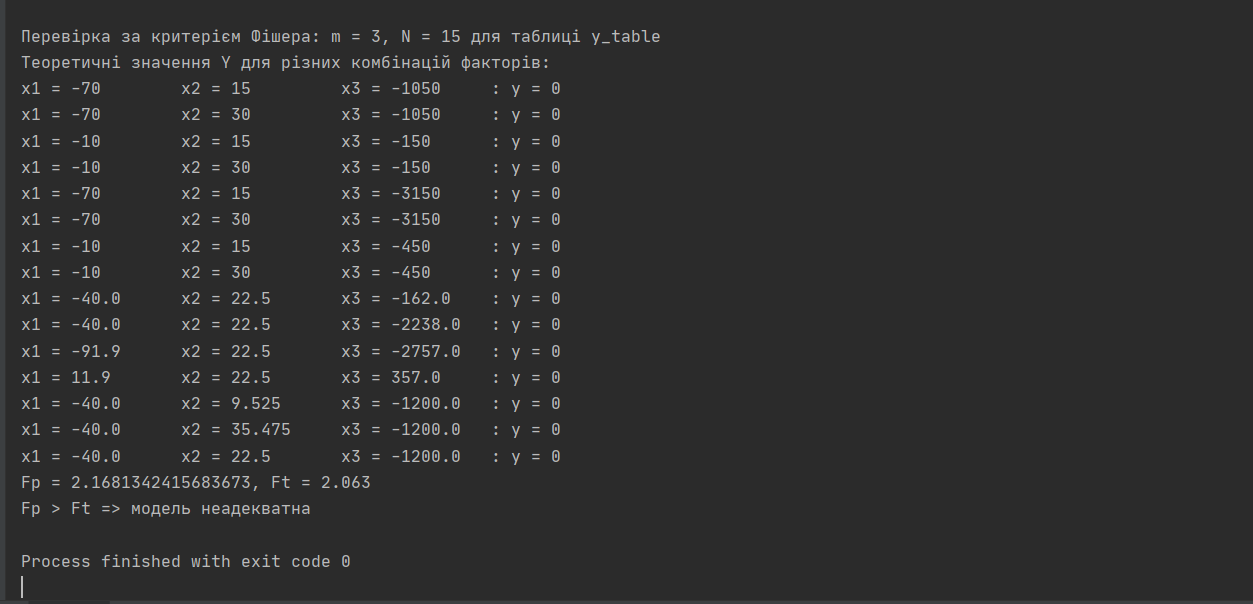 Перевірка за критерієм Фішера: m = 3, N = 15 для таблиці y_table
Теоретичні значення Y для різних комбінацій факторів:
x1 = -70        x2 = 15         x3 = -1050     : y = 0
x1 = -70        x2 = 30         x3 = -1050     : y = 0
x1 = -10        x2 = 15         x3 = -150      : y = 0
x1 = -10        x2 = 30         x3 = -150      : y = 0
x1 = -70        x2 = 15         x3 = -3150     : y = 0
x1 = -70        x2 = 30         x3 = -3150     : y = 0
x1 = -10        x2 = 15         x3 = -450      : y = 0
x1 = -10        x2 = 30         x3 = -450      : y = 0
x1 = -40.0      x2 = 22.5       x3 = -162.0    : y = 0
x1 = -40.0      x2 = 22.5       x3 = -2238.0   : y = 0
x1 = -91.9      x2 = 22.5       x3 = -2757.0   : y = 0
x1 = 11.9       x2 = 22.5       x3 = 357.0     : y = 0
x1 = -40.0      x2 = 9.525      x3 = -1200.0   : y = 0
x1 = -40.0      x2 = 35.475     x3 = -1200.0   : y = 0
x1 = -40.0      x2 = 22.5       x3 = -1200.0   : y = 0
Fp = 2.1681342415683673, Ft = 2.063
Fp > Ft => модель неадекватна
Process finished with exit code 0